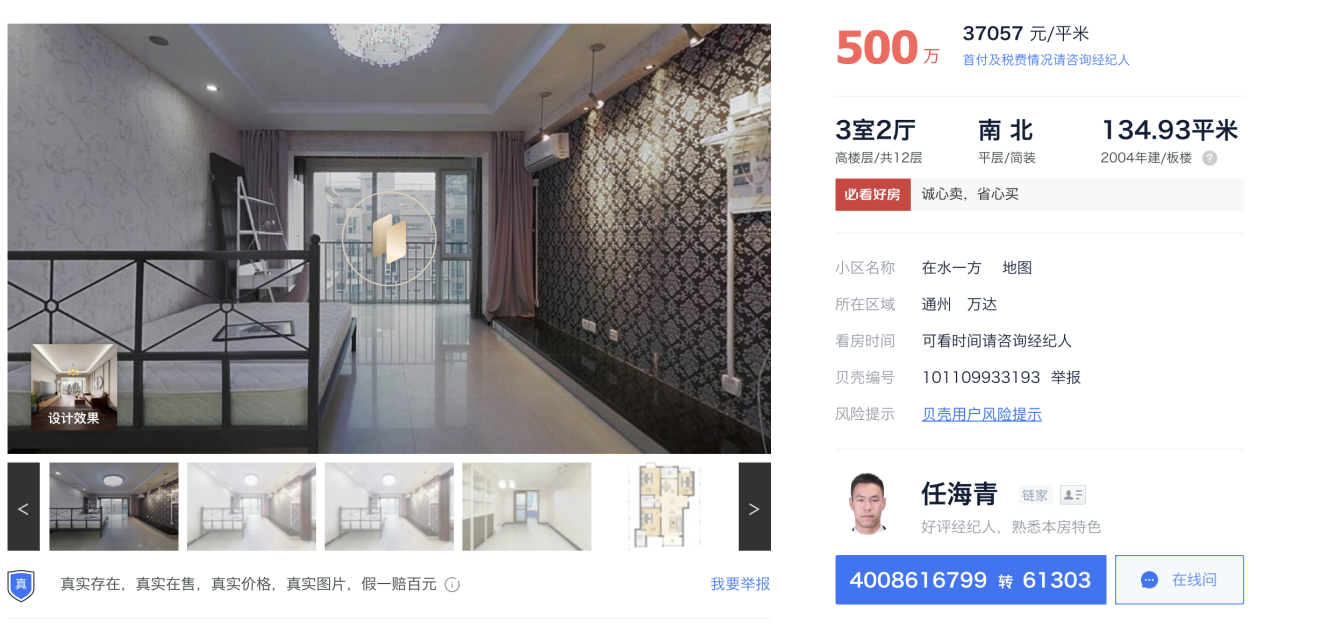 500 万
37057 元/平米
首付及税费情况请咨询经纪人
3室2厅
高楼层/共12层
南 北
平层/简装
134.93平米
2004年建/板楼 ?
必看好房 诚心卖，省心买
小区名称 在水一方 地图
所在区域 通州 万达
看房时间 可看时间请咨询经纪人
贝壳编号 101109933193 举报
风险提示 贝壳用户风险提示
任海青 链家
好评经纪人，熟悉本房特色
4008616799 转 61303
在线问
设计效果
< >
真 真实存在，真实在售，真实价格，真实图片，假一赔百元
我要举报